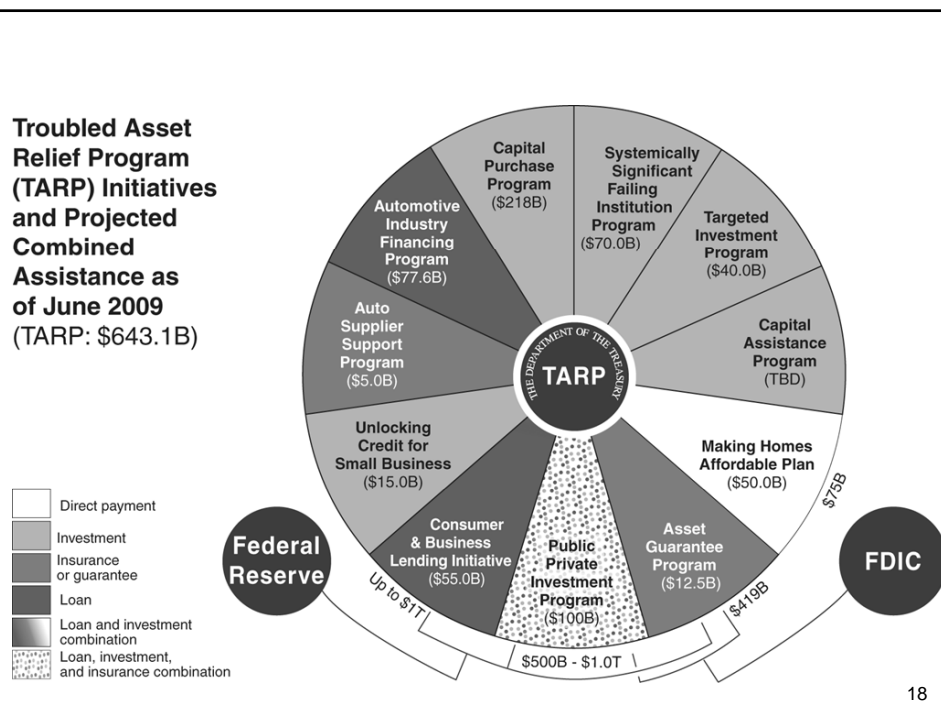 Troubled Asset
Relief Program
(TARP) Initiatives
and Projected
Combined
Assistance as
of June 2009
(TARP: $643.1B)
Capital
Purchase
Program
($218B)
Systemically
Significant
Failing
Institution
Program
($70.0B)
Targeted
Investment
Program
($40.0B)
Capital
Assistance
Program
(TBD)
Making Homes
Affordable Plan
($50.0B)
$75B
Asset
Guarantee
Program
($12.5B)
$419B
Public
Private
Investment
Program
($100B)
$500B - $1.0T
Consumer
& Business
Lending Initiative
($55.0B)
Up to $1T
Unlocking
Credit for
Small Business
($15.0B)
Auto
Supplier
Support
Program
($5.0B)
Automotive
Industry
Financing
Program
($77.6B)
THE DEPARTMENT OF THE TREASURY
TARP
Federal
Reserve
FDIC
Direct payment
Investment
Insurance
or guarantee
Loan
Loan and investment
combination
Loan, investment,
and insurance combination
18